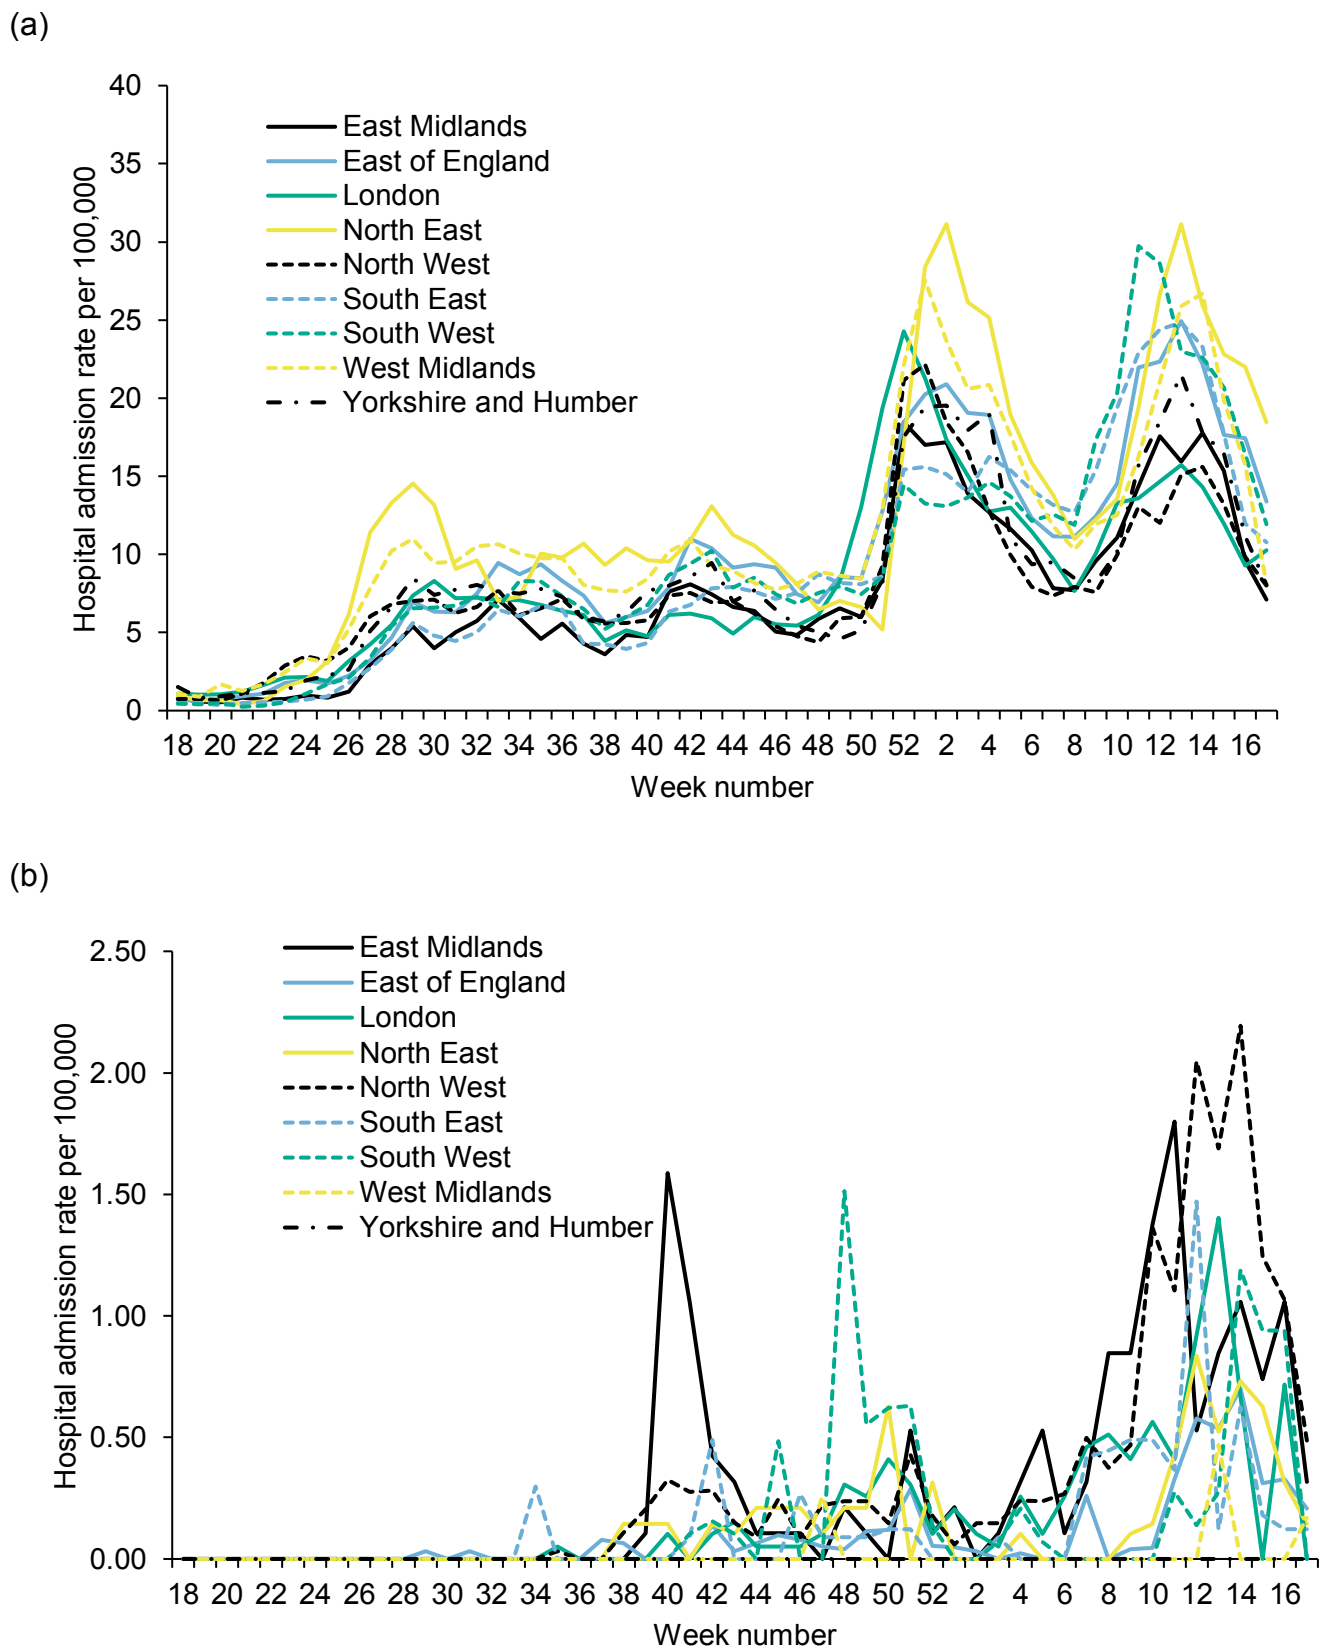 (a)
40
35
30
25
20
15
10
5
0
Hospital admission rate per 100,000
East Midlands
East of England
London
North East
North West
South East
South West
West Midlands
Yorkshire and Humber
18 20 22 24 26 28 30 32 34 36 38 40 42 44 46 48 50 52 2 4 6 8 10 12 14 16
Week number
(b)
2.50
2.00
1.50
1.00
0.50
0.00
Hospital admission rate per 100,000
East Midlands
East of England
London
North East
North West
South East
South West
West Midlands
Yorkshire and Humber
18 20 22 24 26 28 30 32 34 36 38 40 42 44 46 48 50 52 2 4 6 8 10 12 14 16
Week number